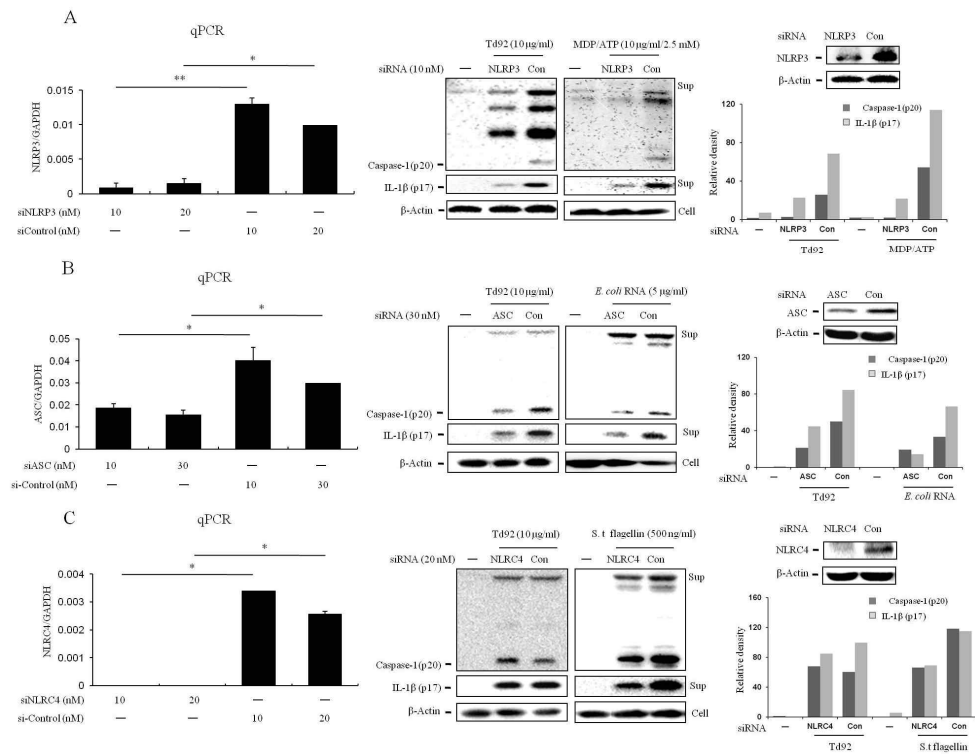 A
qPCR
*
**
NLRP3/GAPDH
0.015
0.01
0.005
0
siNLRP3 (nM) 10 20 — —
siControl (nM) — — 10 20
Td92 (10 μg/ml) MDP/ATP (10 μg/ml/2.5 mM)
siRNA (10 nM) — NLRP3 Con — NLRP3 Con
Sup
Caspase-1(p20)
IL-1β (p17) Sup
β-Actin Cell
siRNA NLRP3 Con
NLRP3
β-Actin
Caspase-1(p20)
IL-1β (p17)
Relative density
120
80
40
0
siRNA — NLRP3 Con — NLRP3 Con
Td92 MDP/ATP
B
qPCR
*
*
ASC/GAPDH
0.05
0.04
0.03
0.02
0.01
0
siASC (nM) 10 30 — —
si-Control (nM) — — 10 30
Td92 (10 μg/ml) E. coli RNA (5 μg/ml)
siRNA (30 nM) — ASC Con — ASC Con
Sup
Caspase-1(p20)
IL-1β (p17) Sup
β-Actin Cell
siRNA ASC Con
ASC
β-Actin
Caspase-1(p20)
IL-1β (p17)
Relative density
120
80
40
0
siRNA — ASC Con — ASC Con
Td92 E. coli RNA
C
qPCR
*
*
NLRC4/GAPDH
0.004
0.003
0.002
0.001
0.000
siNLRC4 (nM) 10 20 — —
si-Control (nM) — — 10 20
Td92 (10 μg/ml) S. t flagellin (500 ng/ml)
siRNA (20 nM) — NLRC4 Con — NLRC4 Con
Sup
Caspase-1(p20)
IL-1β (p17) Sup
β-Actin Cell
siRNA NLRC4 Con
NLRC4
β-Actin
Caspase-1(p20)
IL-1β (p17)
Relative density
160
120
80
40
0
siRNA — NLRC4 Con — NLRC4 Con
Td92 S.t flagellin